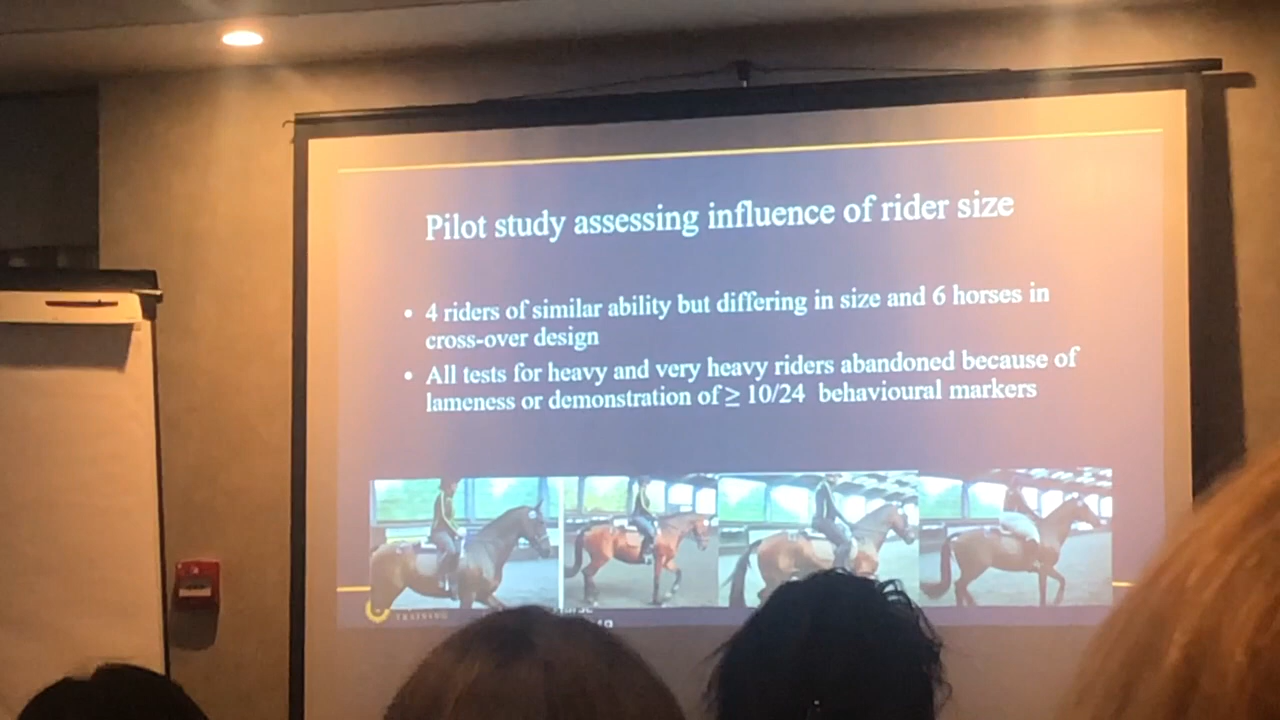 Pilot study assessing influence of rider size
• 4 riders of similar ability but differing in size and 6 horses in
cross-over design
• All tests for heavy and very heavy riders abandoned because of
lameness or demonstration of ≥ 10/24 behavioural markers
TRAINING